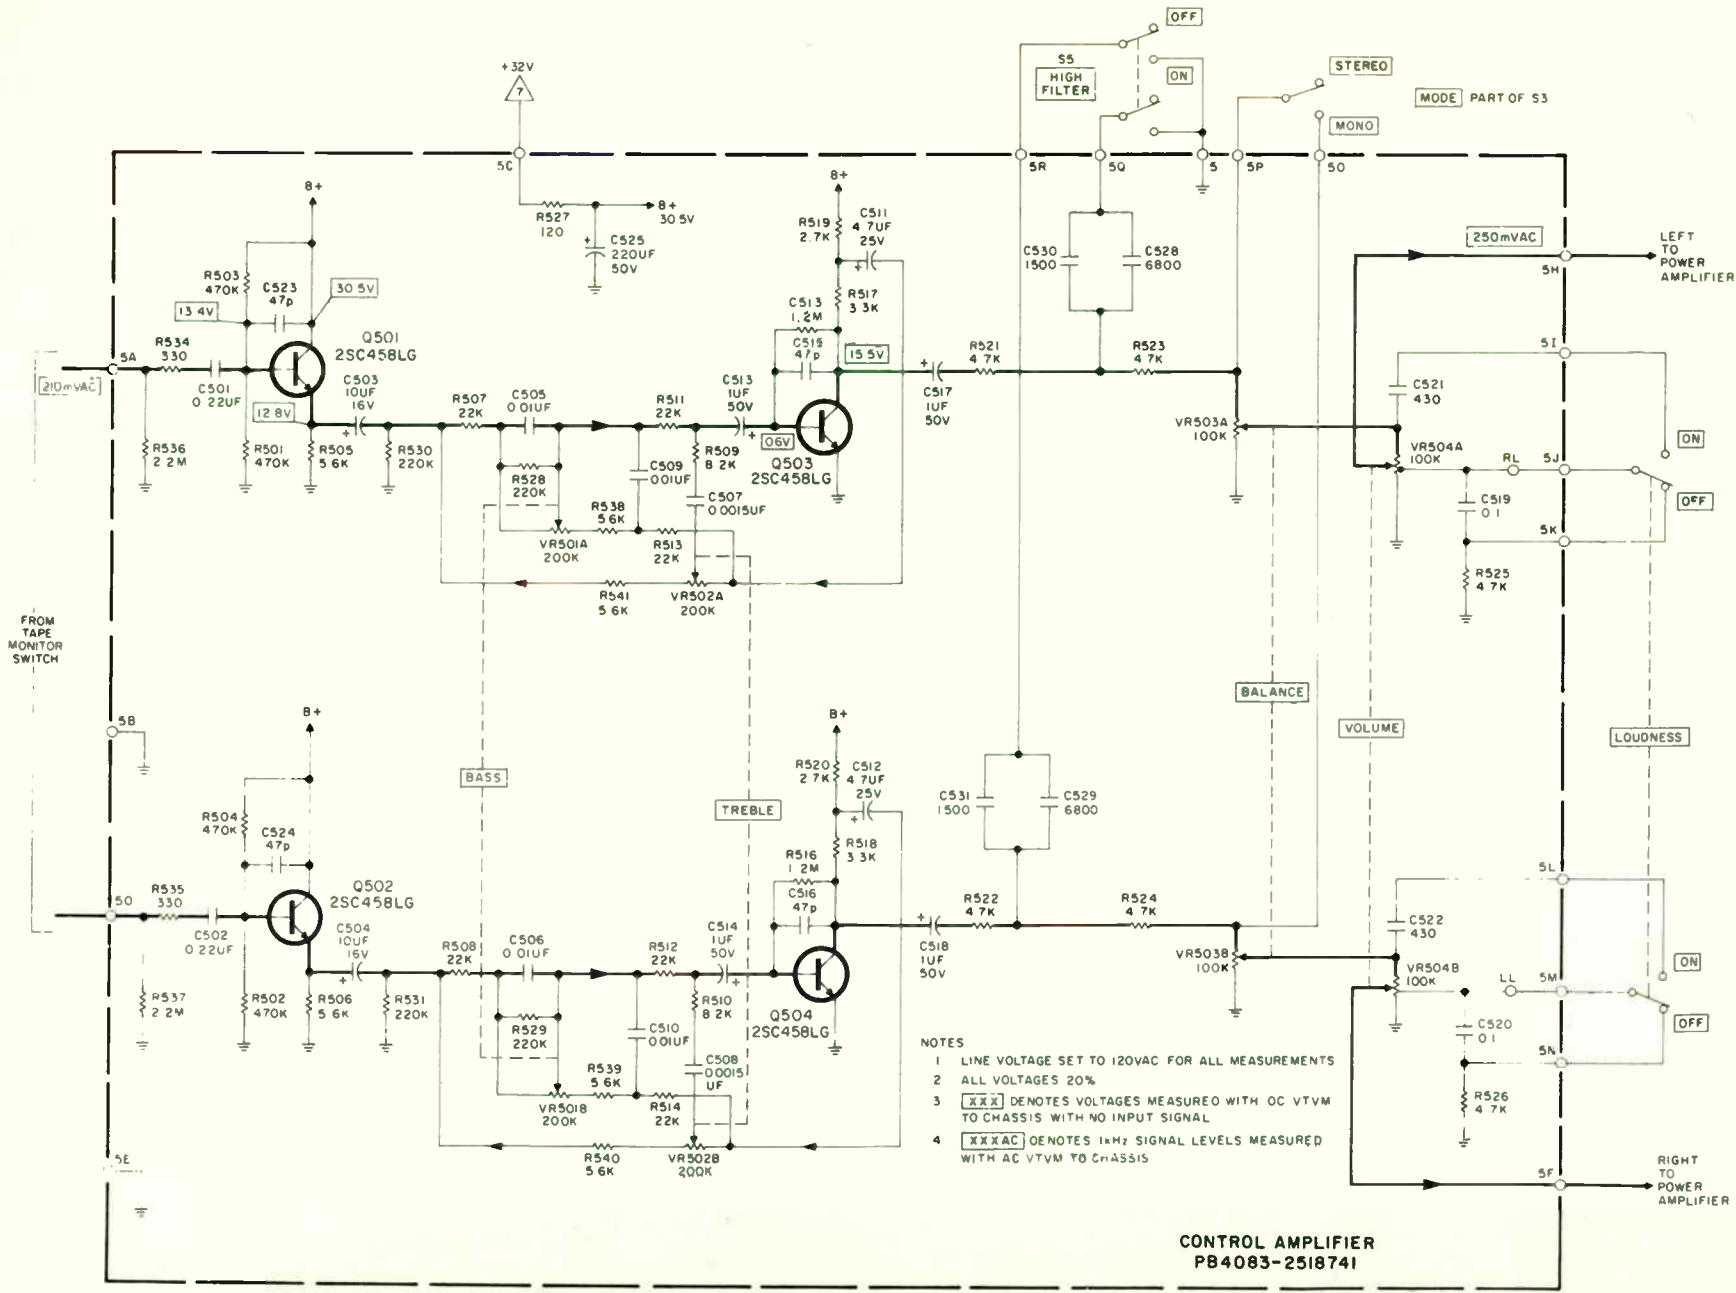 OFF
S5
HIGH
FILTER
ON
STEREO
MODE PART OF S3
MONO
+32V
7
5C
5R
5Q
5
5P
5O
B+
R527
120
B+
30.5V
C525
220UF
50V
R503
470K
C523
47p
30.5V
13.4V
Q501
2SC458LG
5A
R534
330
210mVAC
C501
0.22UF
C503
10UF
16V
12.8V
R536
2.2M
R501
470K
R505
5.6K
R530
220K
R507
22K
C505
0.01UF
R528
220K
R511
22K
C513
1UF
50V
R509
8.2K
C509
.001UF
C507
0.0015UF
R538
5.6K
VR501A
200K
R513
22K
R541
5.6K
VR502A
200K
B+
R519
2.7K
C511
4.7UF
25V
R517
3.3K
C513
1.2M
C515
47p
15.5V
0.6V
Q503
2SC458LG
C517
1UF
50V
R521
4.7K
C530
1500
C528
6800
R523
4.7K
VR503A
100K
250mVAC
5H
LEFT
TO
POWER
AMPLIFIER
5I
C521
430
VR504A
100K
RL
5J
ON
OFF
C519
0.1
5K
R525
4.7K
FROM
TAPE
MONITOR
SWITCH
BALANCE
VOLUME
LOUDNESS
BASS
TREBLE
5B
B+
R504
470K
C524
47p
Q502
2SC458LG
5O
R535
330
C502
0.22UF
C504
10UF
16V
R537
2.2M
R502
470K
R506
5.6K
R531
220K
R508
22K
C506
0.01UF
R529
220K
R512
22K
C514
1UF
50V
R510
8.2K
C510
.001UF
C508
0.0015
UF
R539
5.6K
VR501B
200K
R514
22K
R540
5.6K
VR502B
200K
B+
R520
2.7K
C512
4.7UF
25V
R518
3.3K
R516
1.2M
C516
47p
Q504
2SC458LG
C518
1UF
50V
R522
4.7K
C531
1500
C529
6800
R524
4.7K
VR503B
100K
5L
C522
430
VR504B
100K
LL
5M
ON
OFF
C520
0.1
5N
R526
4.7K
5E
5F
RIGHT
TO
POWER
AMPLIFIER
NOTES
1 LINE VOLTAGE SET TO 120VAC FOR ALL MEASUREMENTS
2 ALL VOLTAGES 20%
3 XXX DENOTES VOLTAGES MEASURED WITH DC VTVM
TO CHASSIS WITH NO INPUT SIGNAL
4 XXXAC DENOTES 1kHz SIGNAL LEVELS MEASURED
WITH AC VTVM TO CHASSIS
CONTROL AMPLIFIER
PB4083-2518741